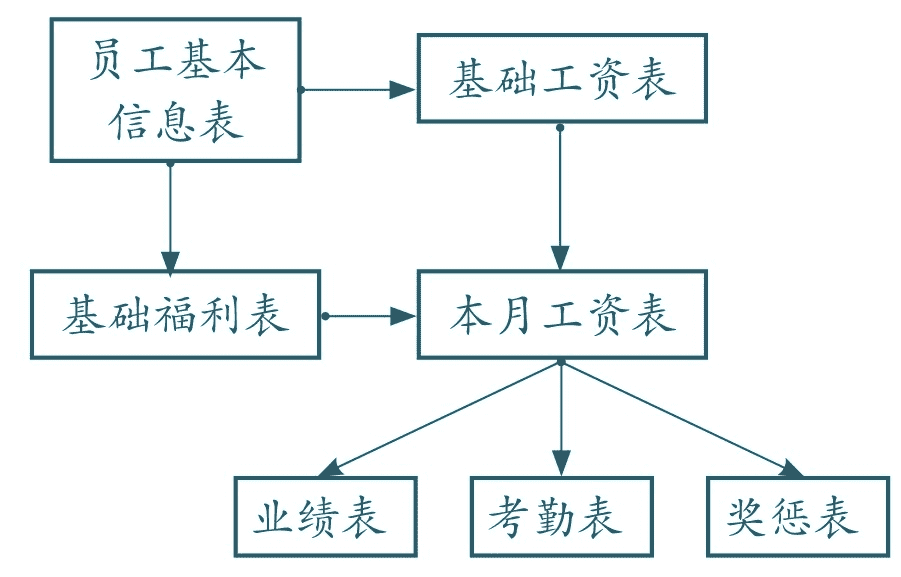 员工基本
信息表
基础工资表
基础福利表
本月工资表
业绩表
考勤表
奖惩表